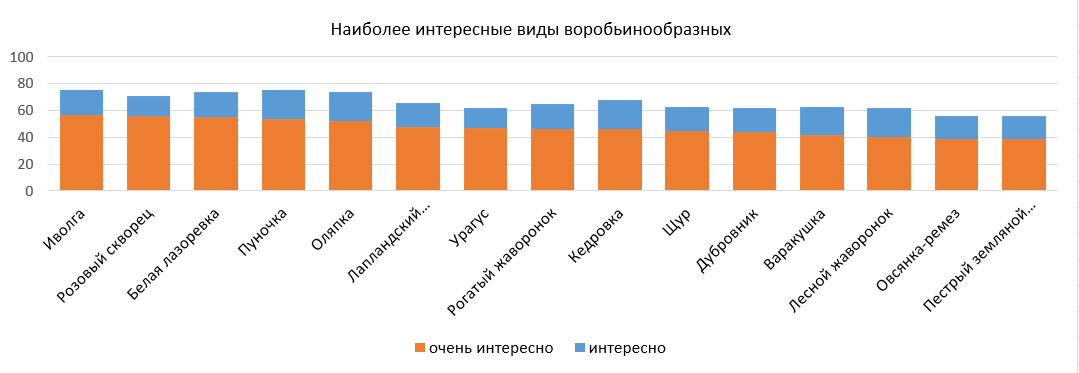 Наиболее интересные виды воробьинообразных
100
80
60
40
20
0
Иволга
Розовый скворец
Белая лазоревка
Пуночка
Оляпка
Лапландский...
Урагус
Рогатый жаворонок
Кедровка
Щур
Дубровник
Варакушка
Лесной жаворонок
Овсянка-ремез
Пестрый земляной...
очень интересно
интересно